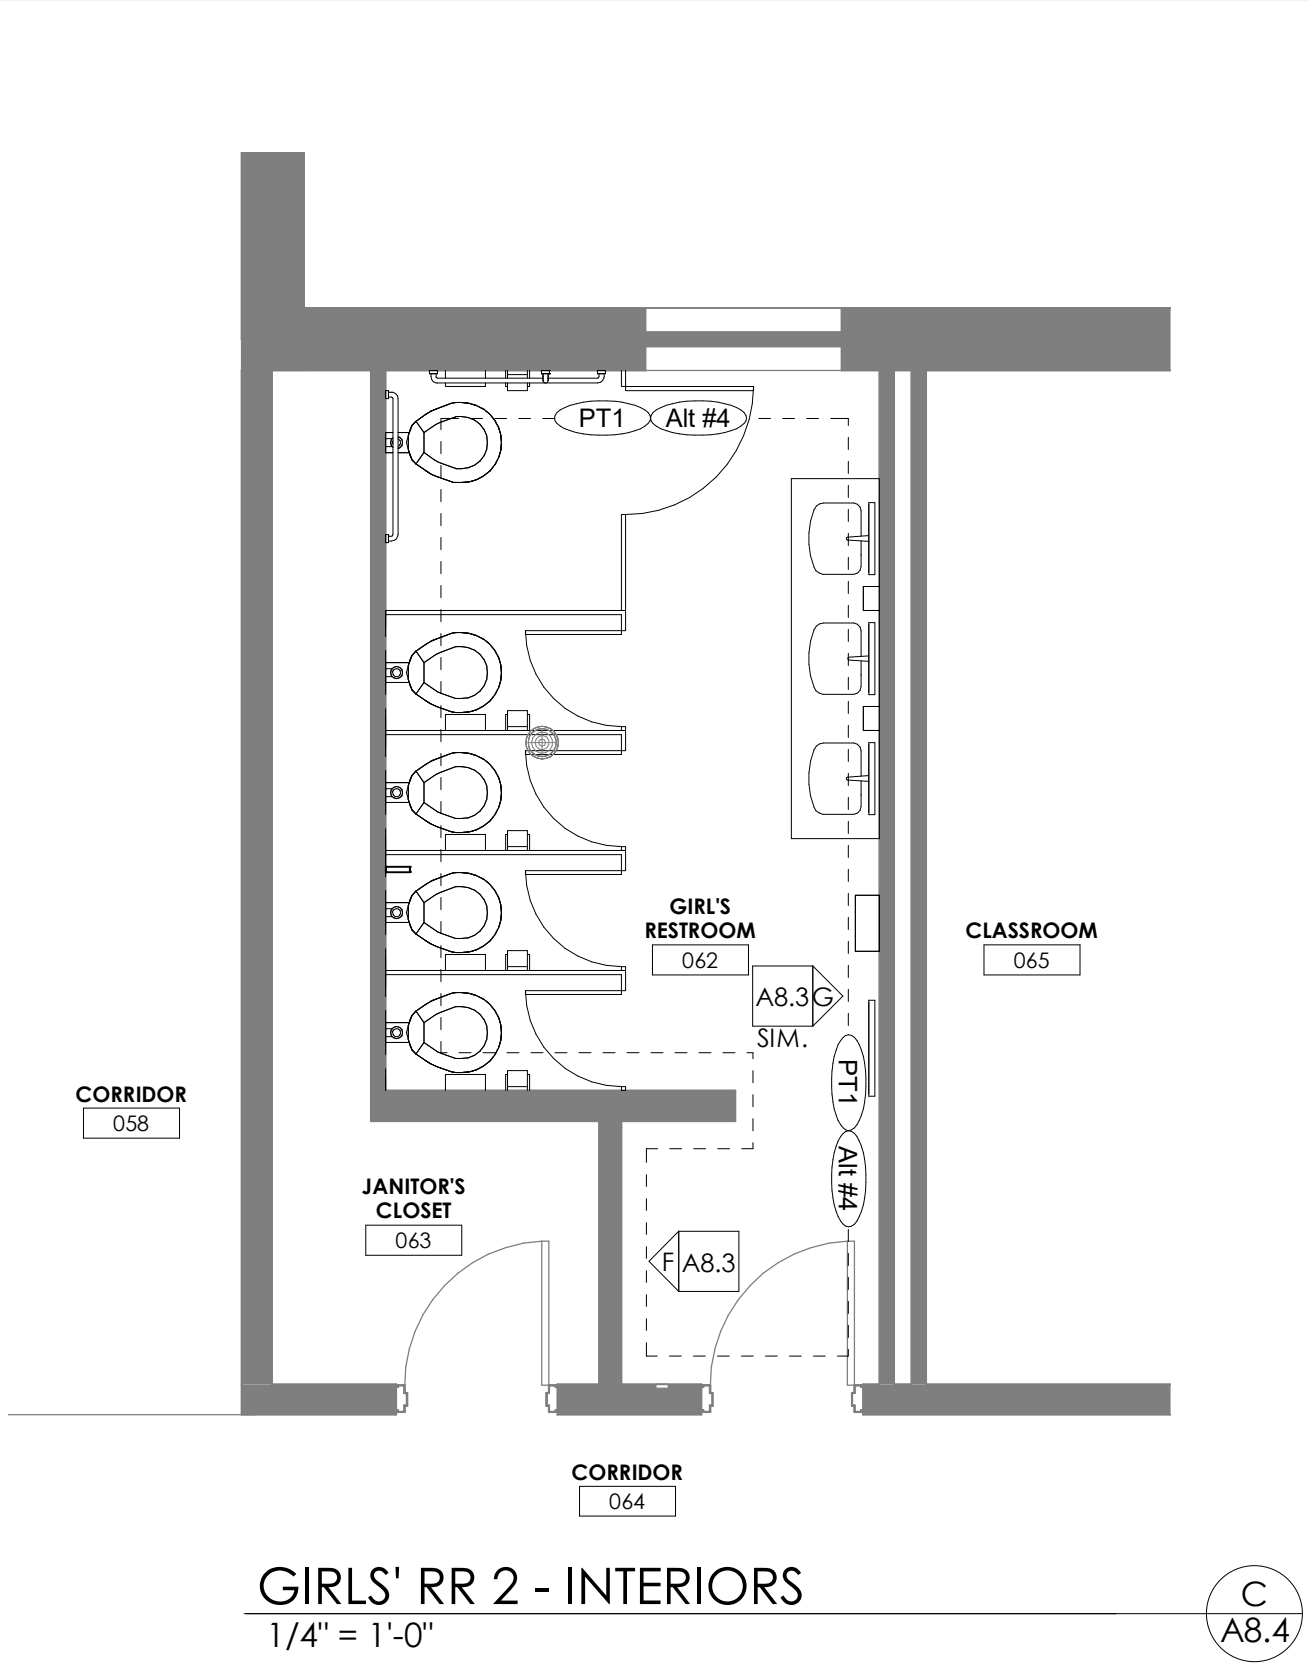 PT1
Alt #4
GIRL'S
RESTROOM
062
CLASSROOM
065
A8.3
G
SIM.
PT1
Alt #4
CORRIDOR
058
JANITOR'S
CLOSET
063
F
A8.3
CORRIDOR
064
GIRLS' RR 2 - INTERIORS
1/4" = 1'-0"
C
A8.4